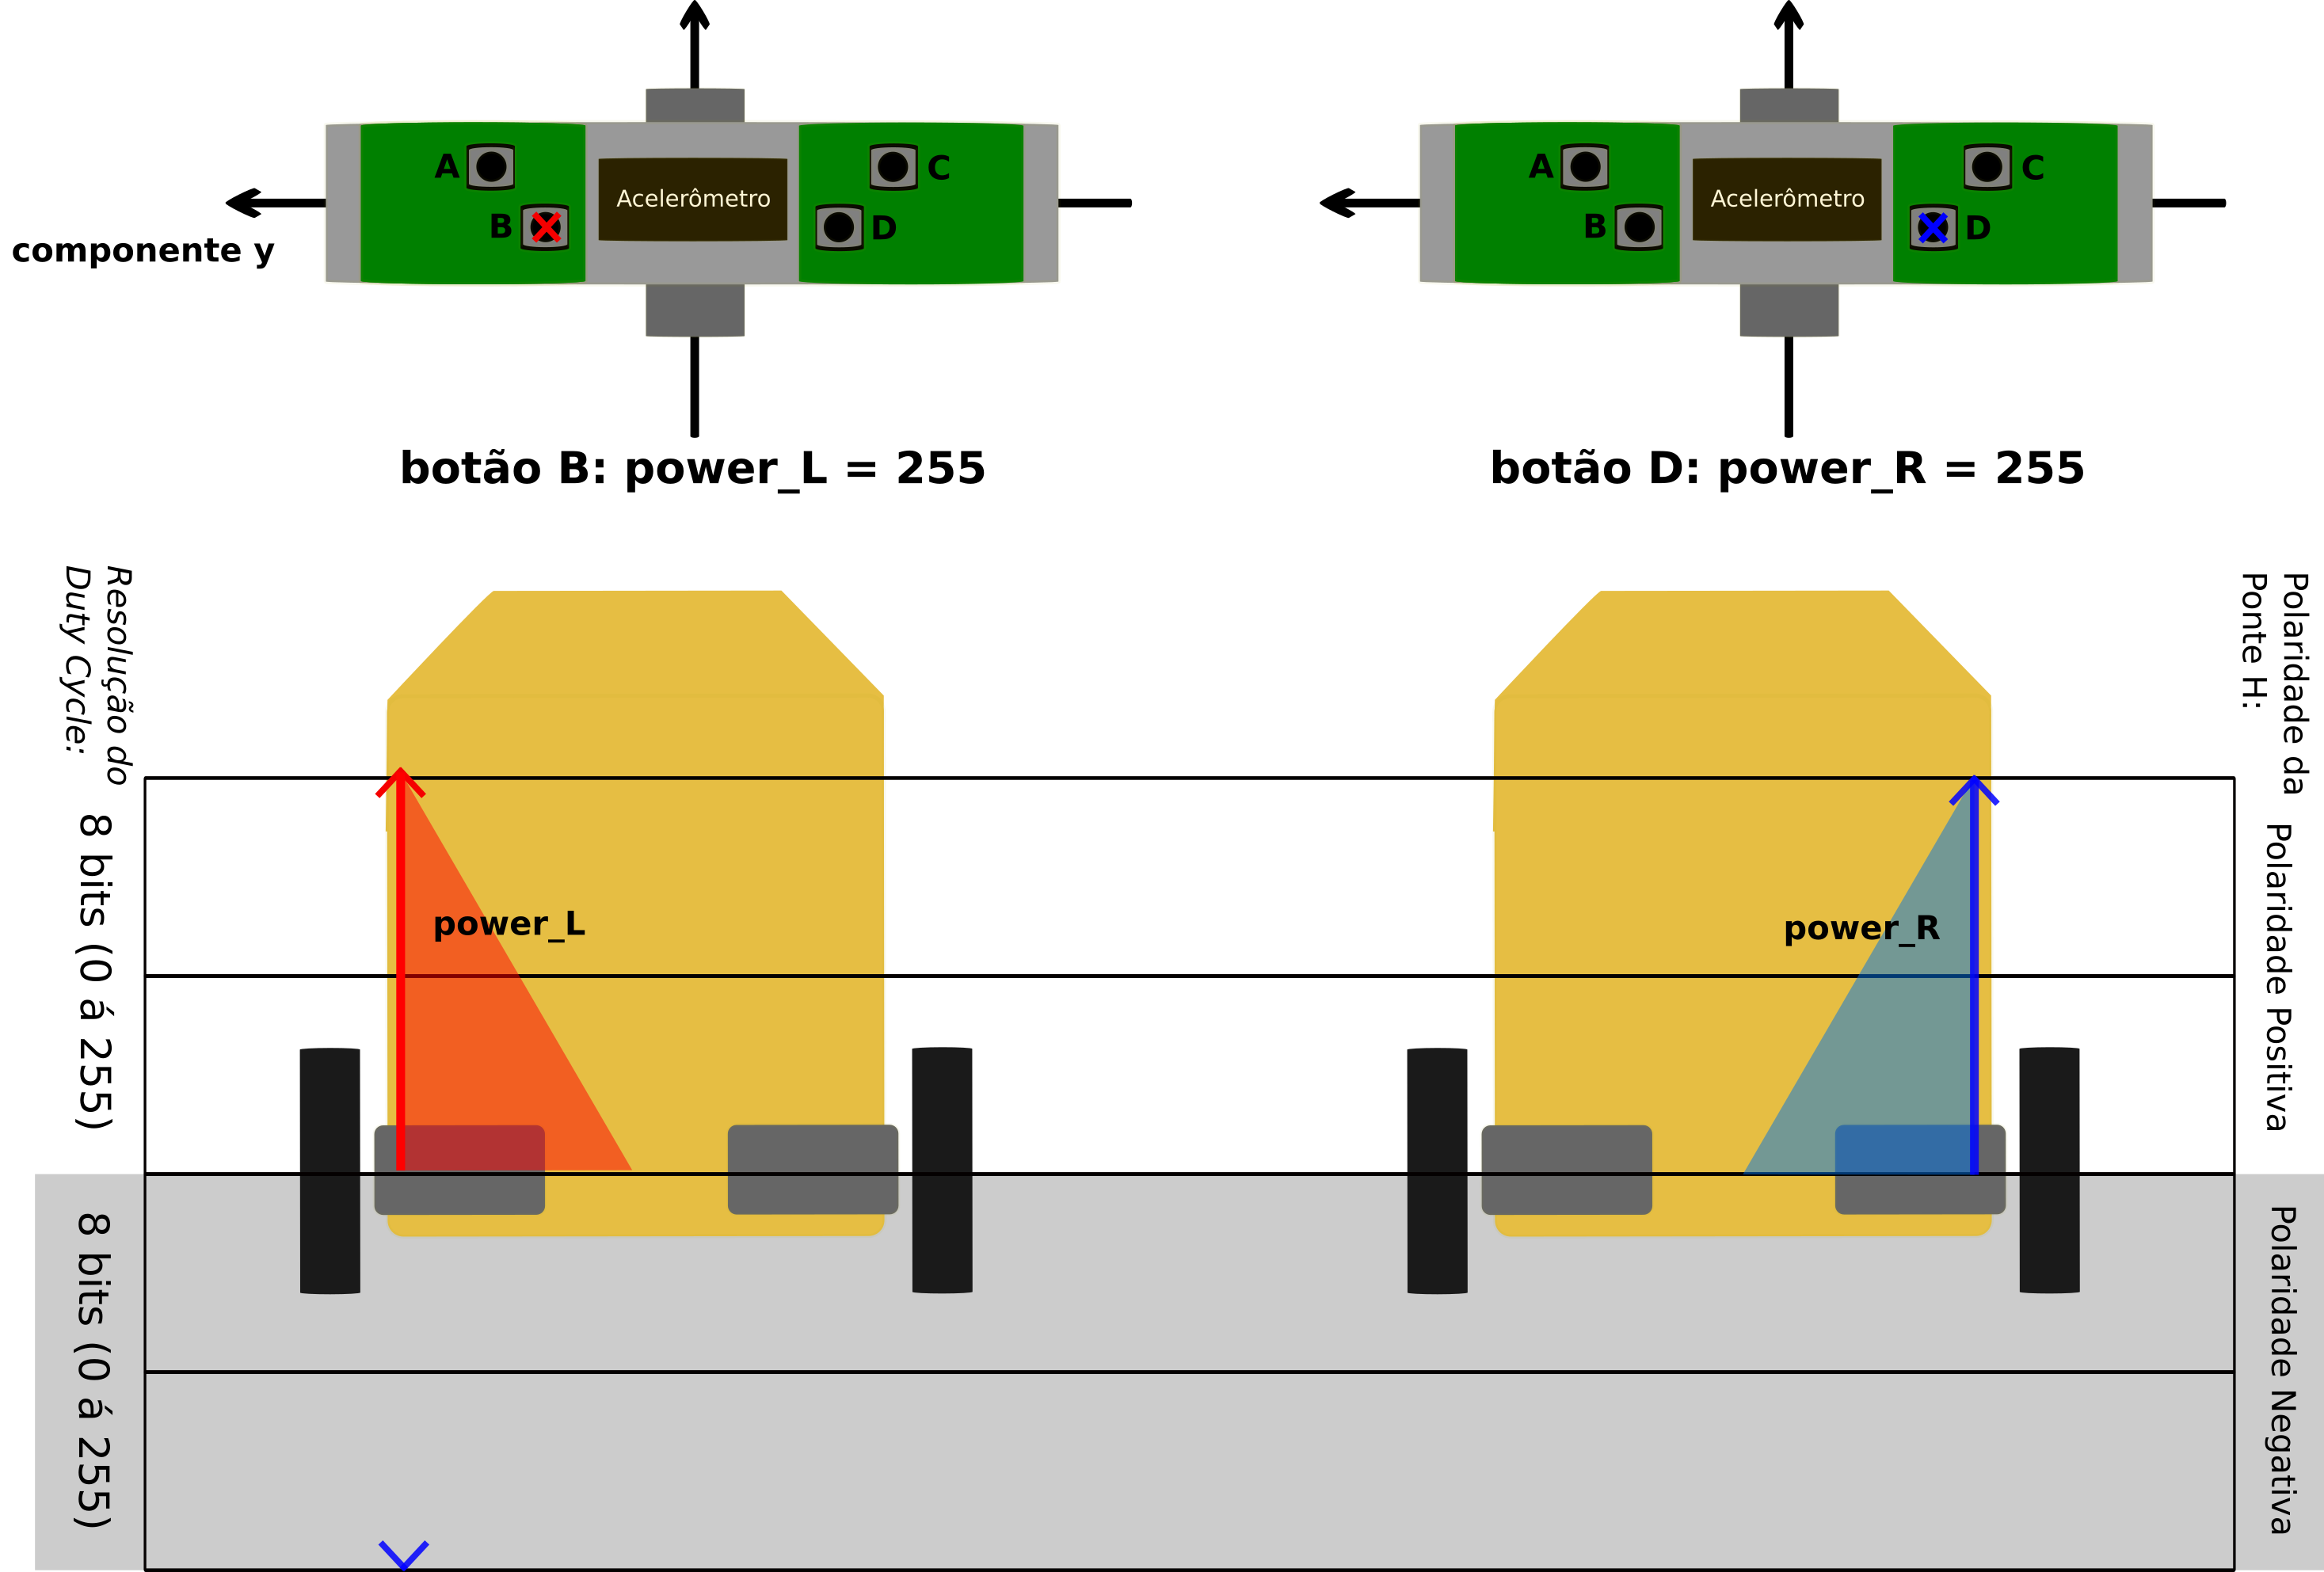 A
C
B
D
Acelerômetro
componente y
A
C
B
D
Acelerômetro
botão B: power_L = 255
botão D: power_R = 255
Resolução do
Duty Cycle:
Polaridade da
Ponte H:
8 bits (0 á 255)
power_L
power_R
Polaridade Positiva
8 bits (0 á 255)
Polaridade Negativa